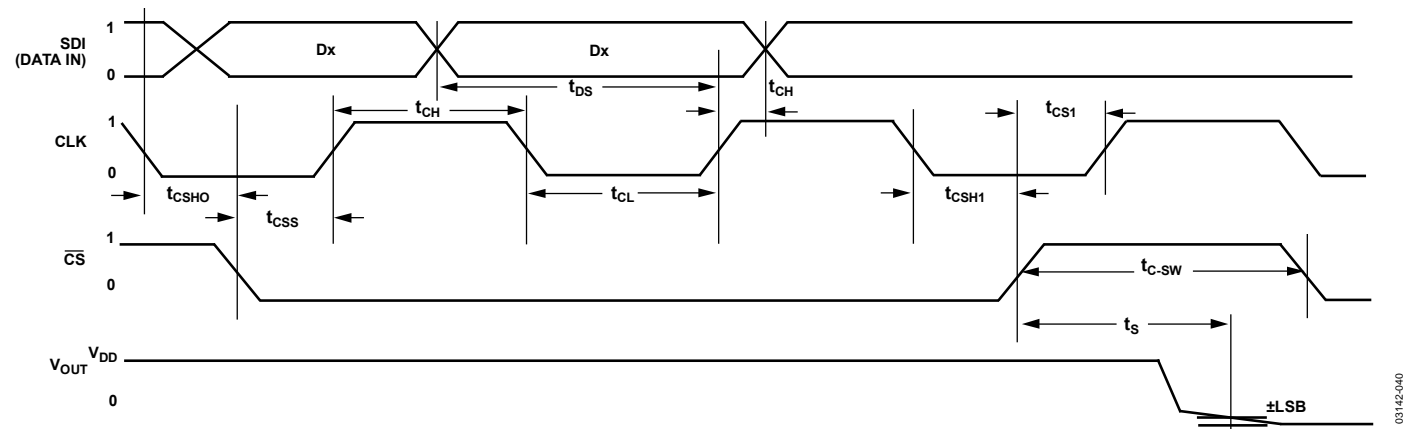 1
SDI
(DATA IN)
0
Dx
Dx
tDS
tCH
tCH
tCS1
1
CLK
0
tCSHO
tCSS
tCL
tCSH1
1
CS
0
tC-SW
tS
VOUT
VDD
0
±LSB
03142-040